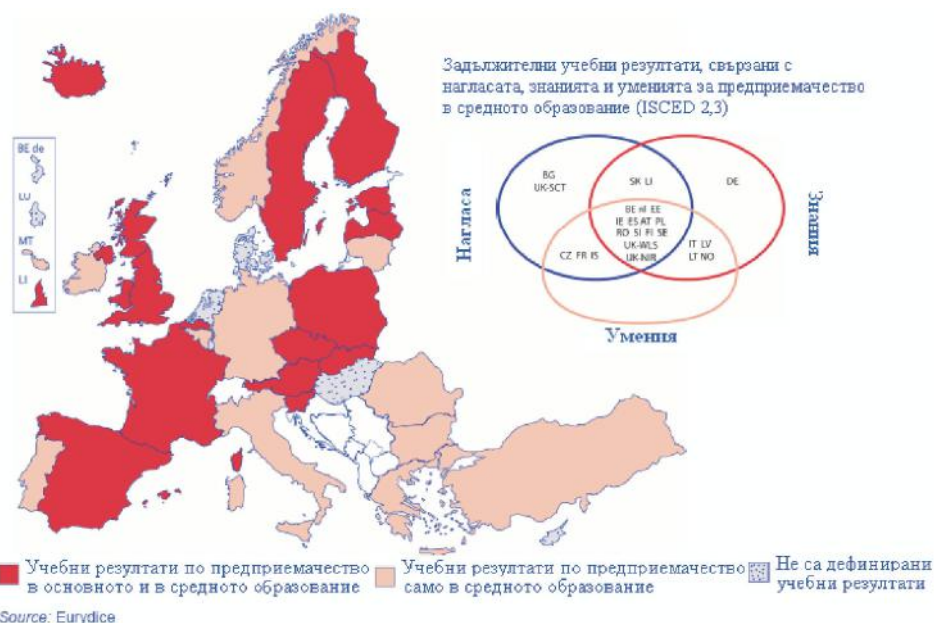 Задължителни учебни резултати, свързани с
нагласата, знанията и уменията за предприемачество
в средното образование (ISCED 2,3)
BE de
LU
MT
LI
Нагласа
Знания
Умения
BG
UK-SCT
SK LI
DE
BE nl EE
IE ES AT PL
RO SI FI SE
UK-WLS
UK-NIR
CZ FR IS
IT LV
LT NO
Учебни резултати по предприемачество
в основното и в средното образование
Учебни резултати по предприемачество
само в средното образование
Не са дефинирани
учебни резултати
Source: Eurydice